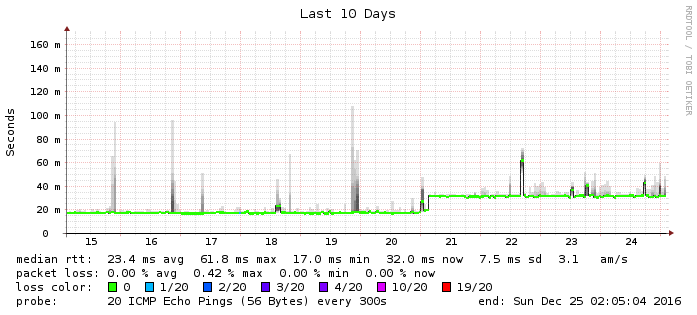 Last 10 Days
RRDTOOL / TOBI OETIKER
Seconds
160 m
140 m
120 m
100 m
80 m
60 m
40 m
20 m
0
15 16 17 18 19 20 21 22 23 24
median rtt: 23.4 ms avg 61.8 ms max 17.0 ms min 32.0 ms now 7.5 ms sd 3.1 am/s
packet loss: 0.00 % avg 0.42 % max 0.00 % min 0.00 % now
loss color: 0 1/20 2/20 3/20 4/20 10/20 19/20
probe: 20 ICMP Echo Pings (56 Bytes) every 300s end: Sun Dec 25 02:05:04 2016